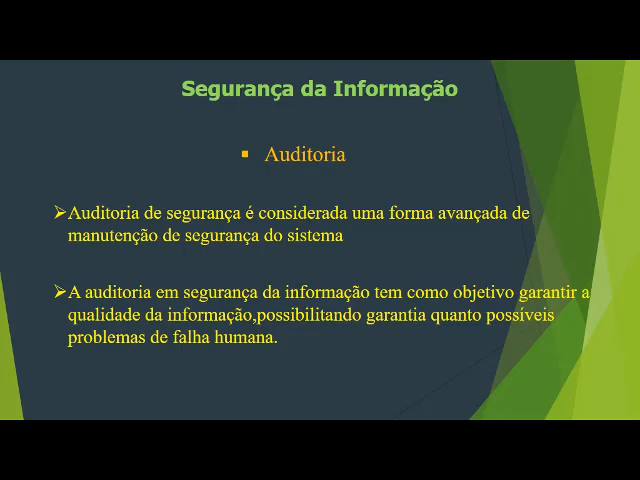 Segurança da Informação
▪ Auditoria
➢Auditoria de segurança é considerada uma forma avançada de
manutenção de segurança do sistema
➢A auditoria em segurança da informação tem como objetivo garantir a
qualidade da informação,possibilitando garantia quanto possíveis
problemas de falha humana.